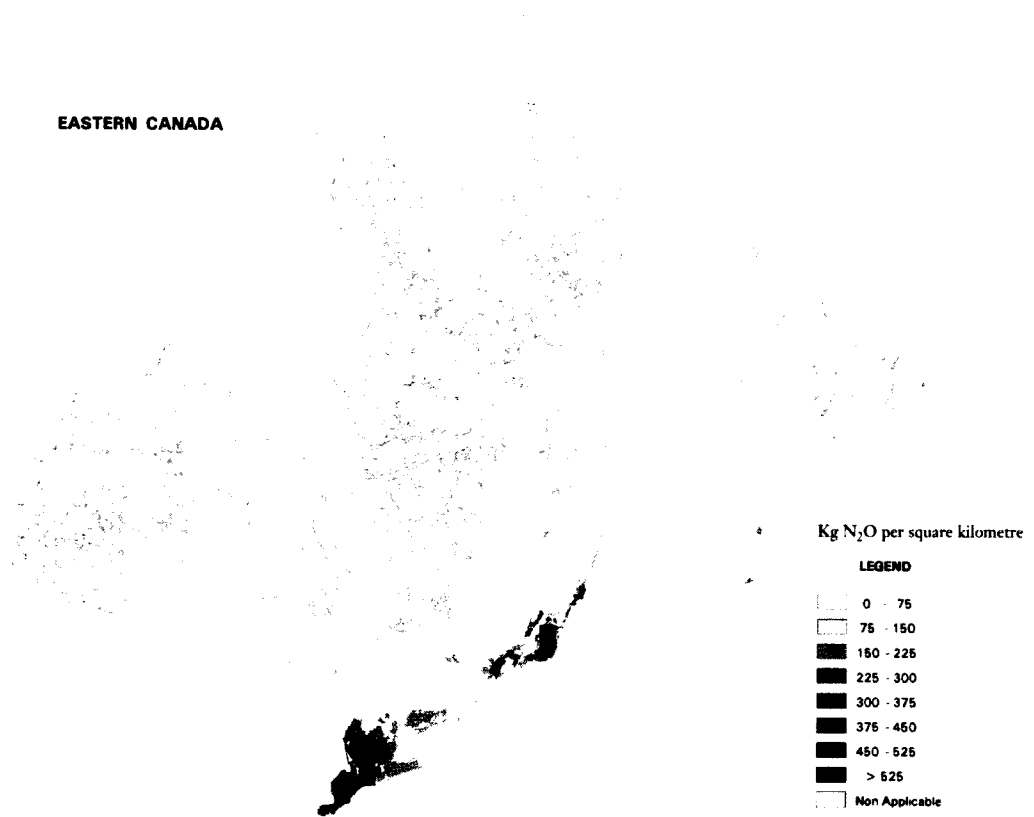 EASTERN CANADA
Kg N₂O per square kilometre
LEGEND
0 - 75
75 - 150
150 - 225
225 - 300
300 - 375
375 - 450
450 - 525
> 525
Non Applicable